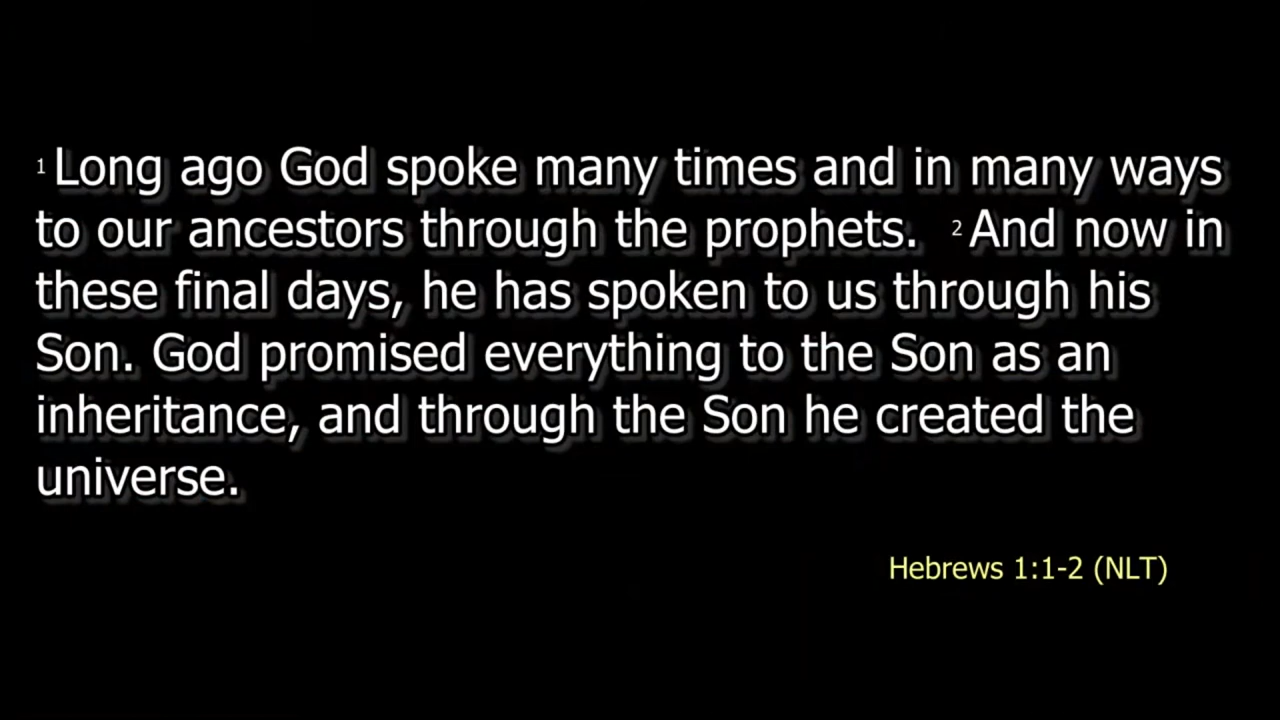 1 Long ago God spoke many times and in many ways
to our ancestors through the prophets. 2 And now in
these final days, he has spoken to us through his
Son. God promised everything to the Son as an
inheritance, and through the Son he created the
universe.
Hebrews 1:1-2 (NLT)